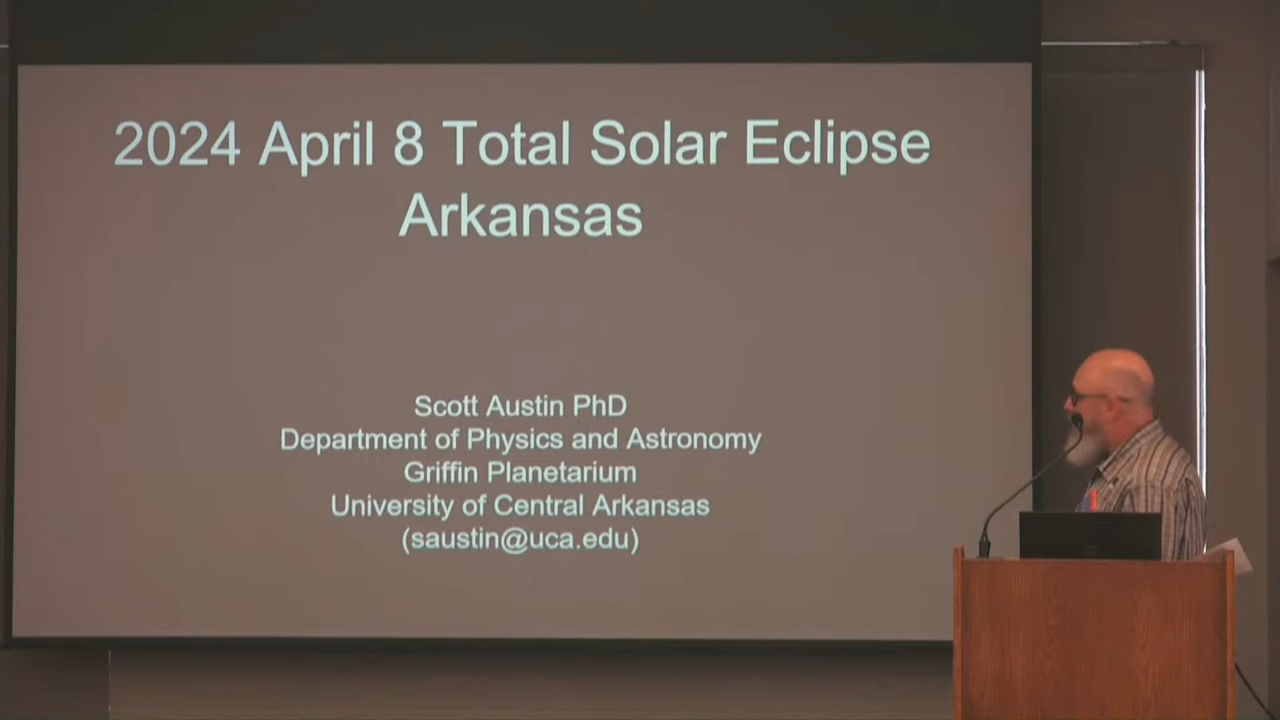 2024 April 8 Total Solar Eclipse
Arkansas
Scott Austin PhD
Department of Physics and Astronomy
Griffin Planetarium
University of Central Arkansas
(saustin@uca.edu)